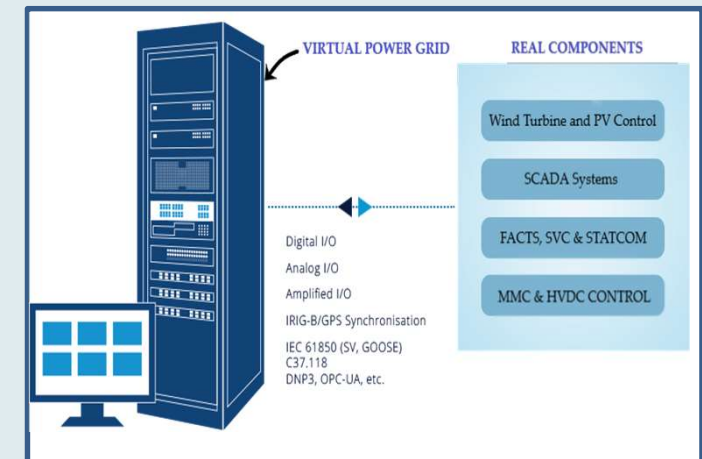 VIRTUAL POWER GRID
REAL COMPONENTS
Wind Turbine and PV Control
SCADA Systems
FACTS, SVC & STATCOM
MMC & HVDC CONTROL
Digital I/O
Analog I/O
Amplified I/O
IRIG-B/GPS Synchronisation
IEC 61850 (SV, GOOSE)
C37.118
DNP3, OPC-UA, etc.